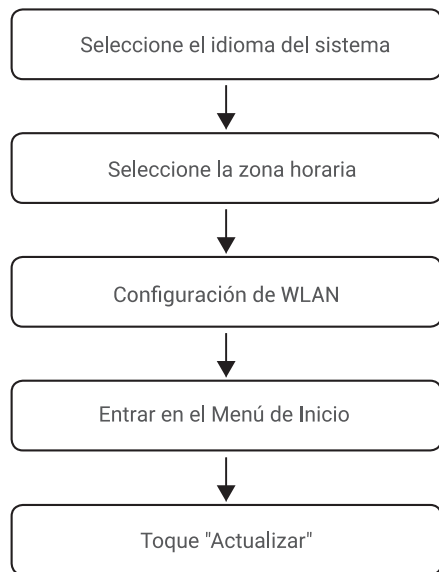 Seleccione el idioma del sistema
Seleccione la zona horaria
Configuración de WLAN
Entrar en el Menú de Inicio
Toque "Actualizar"